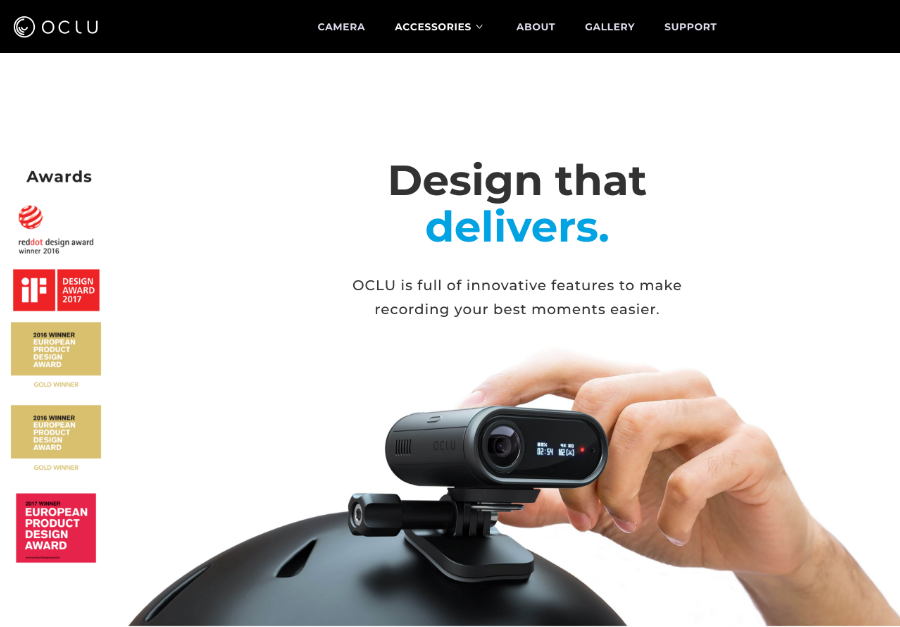 OCLU
CAMERA ACCESSORIES ABOUT GALLERY SUPPORT
Awards
reddot design award
winner 2016
iF DESIGN
AWARD
2017
2016 WINNER
EUROPEAN
PRODUCT
DESIGN
AWARD
GOLD WINNER
2016 WINNER
EUROPEAN
PRODUCT
DESIGN
AWARD
GOLD WINNER
2017 WINNER
EUROPEAN
PRODUCT
DESIGN
AWARD
Design that
delivers.
OCLU is full of innovative features to make
recording your best moments easier.
OCLU
02:54